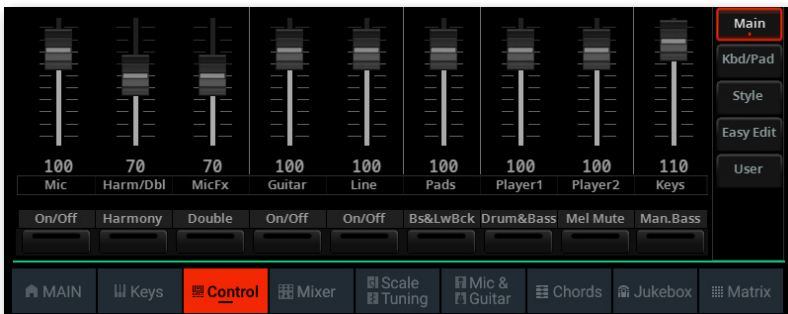 Main
Kbd/Pad
Style
Easy Edit
User
100 70 70 100 100 100 100 100 110
Mic Harm/Dbl MicFx Guitar Line Pads Player1 Player2 Keys
On/Off Harmony Double On/Off On/Off Bs&LwBck Drum&Bass Mel Mute Man.Bass
MAIN Keys Control Mixer Scale Tuning Mic & Guitar Chords Jukebox Matrix